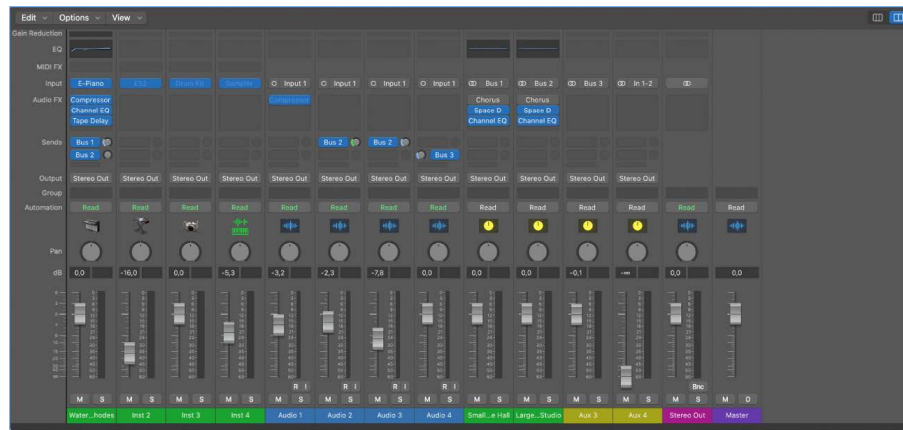 Edit Options View
Gain Reduction
EQ
MIDI FX
Input E-Piano ES2 Drum Kit Sampler Input 1 Input 1 Input 1 Input 1 Bus 1 Bus 2 Bus 3 In 1-2
Audio FX Compressor Compressor Chorus Chorus
Channel EQ Space D Space D
Tape Delay Channel EQ Channel EQ
Sends Bus 1 Bus 2 Bus 2
Bus 2 Bus 3
Output Stereo Out Stereo Out Stereo Out Stereo Out Stereo Out Stereo Out Stereo Out Stereo Out Stereo Out Stereo Out Stereo Out Stereo Out
Group
Automation Read Read Read Read Read Read Read Read Read Read Read Read Read Read
Pan
dB 0,0 -16,0 0,0 -5,3 -3,2 -2,3 -7,8 0,0 0,0 0,0 -0,1 -∞ 0,0 0,0
R I R I R I R I Bnc
M S M S M S M S M S M S M S M S M S M S M S M S M S M D
Water...hodes Inst 2 Inst 3 Inst 4 Audio 1 Audio 2 Audio 3 Audio 4 Small...e Hall Large...Studio Aux 3 Aux 4 Stereo Out Master